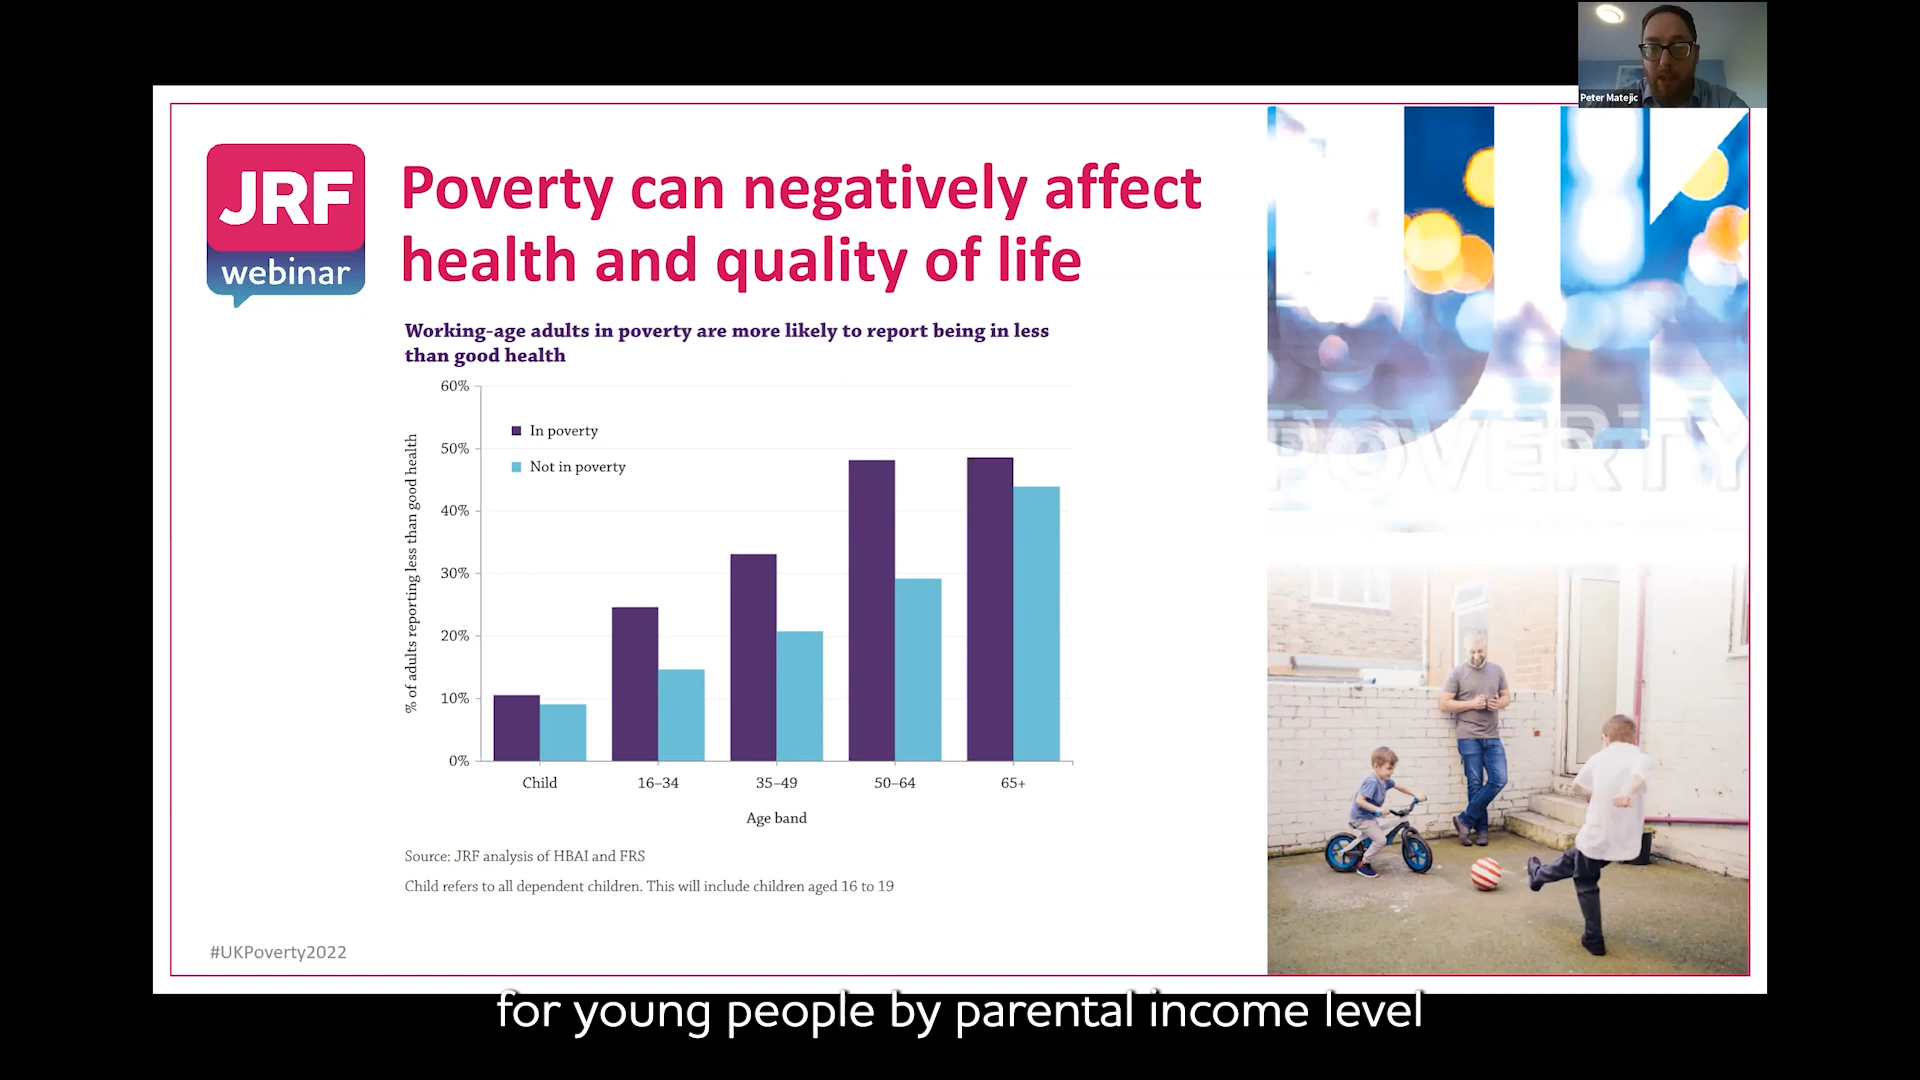 Peter Matejic
JRF
webinar
Poverty can negatively affect
health and quality of life
UK
POVERTY
Working-age adults in poverty are more likely to report being in less
than good health
% of adults reporting less than good health
60%
50%
40%
30%
20%
10%
0%
In poverty
Not in poverty
Child
16–34
35–49
50–64
65+
Age band
Source: JRF analysis of HBAI and FRS
Child refers to all dependent children. This will include children aged 16 to 19
#UKPoverty2022
for young people by parental income level